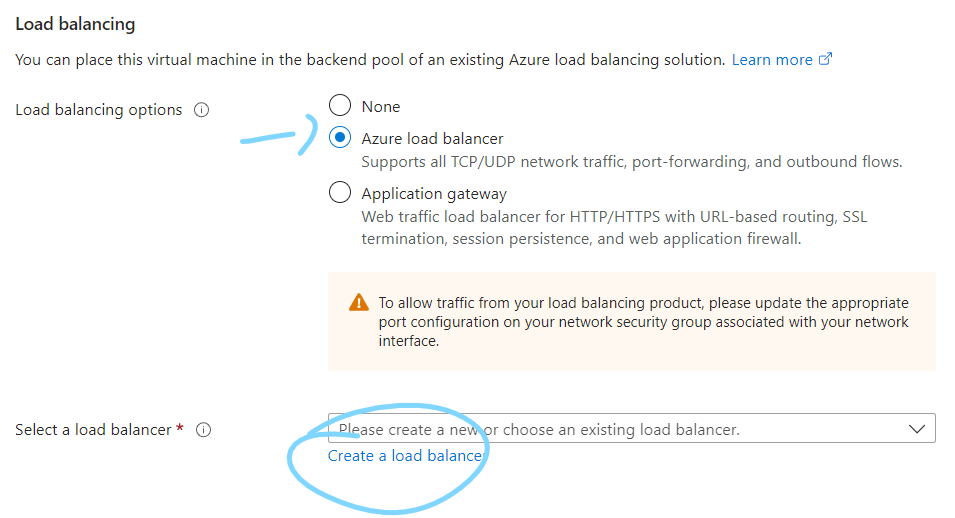 Load balancing
You can place this virtual machine in the backend pool of an existing Azure load balancing solution. Learn more
Load balancing options
None
Azure load balancer
Supports all TCP/UDP network traffic, port-forwarding, and outbound flows.
Application gateway
Web traffic load balancer for HTTP/HTTPS with URL-based routing, SSL
termination, session persistence, and web application firewall.
To allow traffic from your load balancing product, please update the appropriate
port configuration on your network security group associated with your network
interface.
Select a load balancer *
Please create a new or choose an existing load balancer.
Create a load balancer